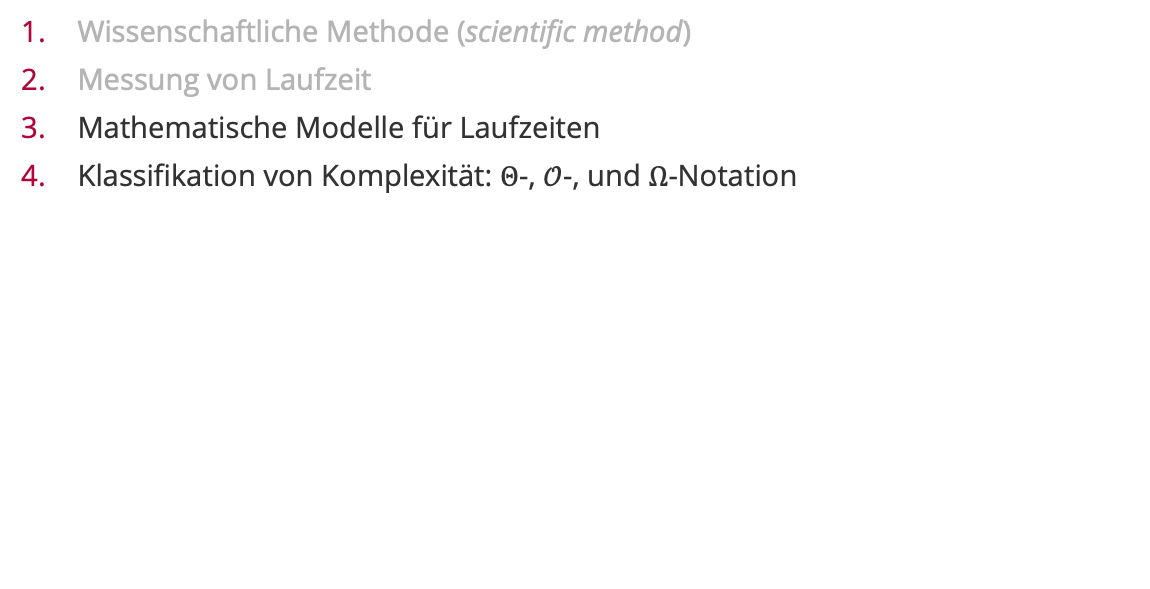 1. Wissenschaftliche Methode (scientific method)
2. Messung von Laufzeit
3. Mathematische Modelle für Laufzeiten
4. Klassifikation von Komplexität: Θ-, 𝒪-, und Ω-Notation